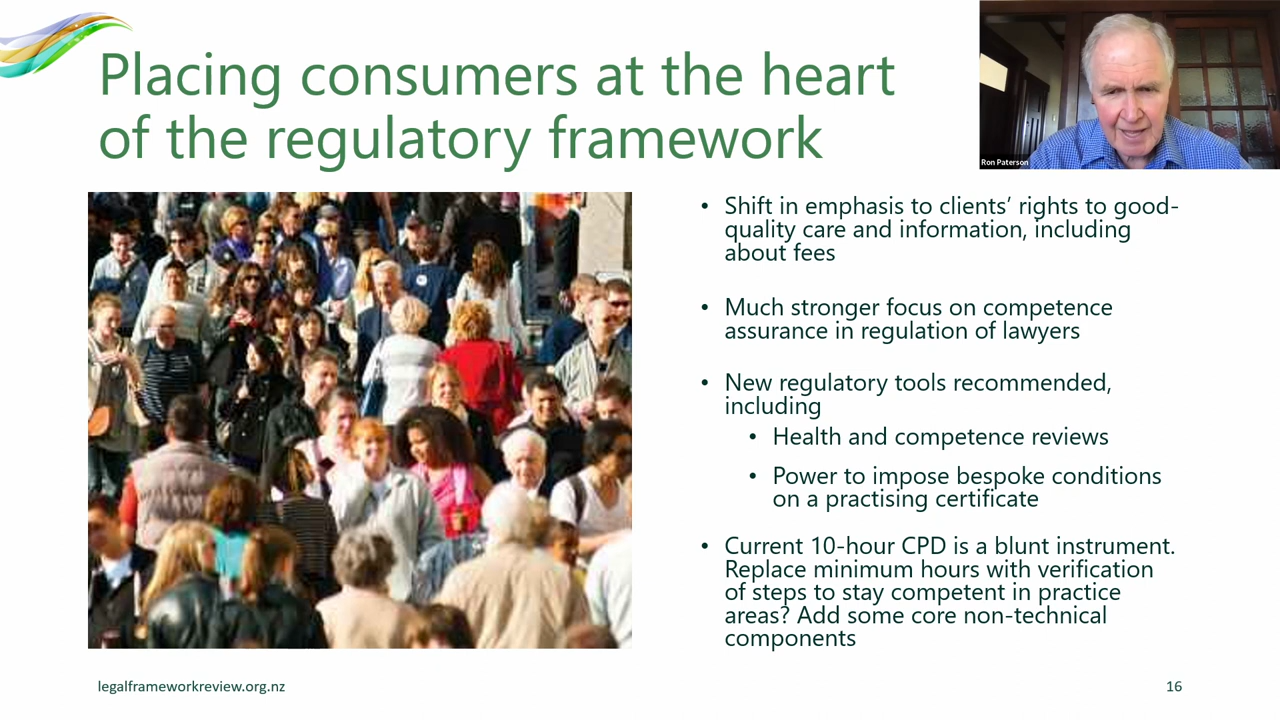 Placing consumers at the heart
of the regulatory framework
Ron Paterson
• Shift in emphasis to clients’ rights to good-
quality care and information, including
about fees
• Much stronger focus on competence
assurance in regulation of lawyers
• New regulatory tools recommended,
including
• Health and competence reviews
• Power to impose bespoke conditions
on a practising certificate
• Current 10-hour CPD is a blunt instrument.
Replace minimum hours with verification
of steps to stay competent in practice
areas? Add some core non-technical
components
legalframeworkreview.org.nz
16